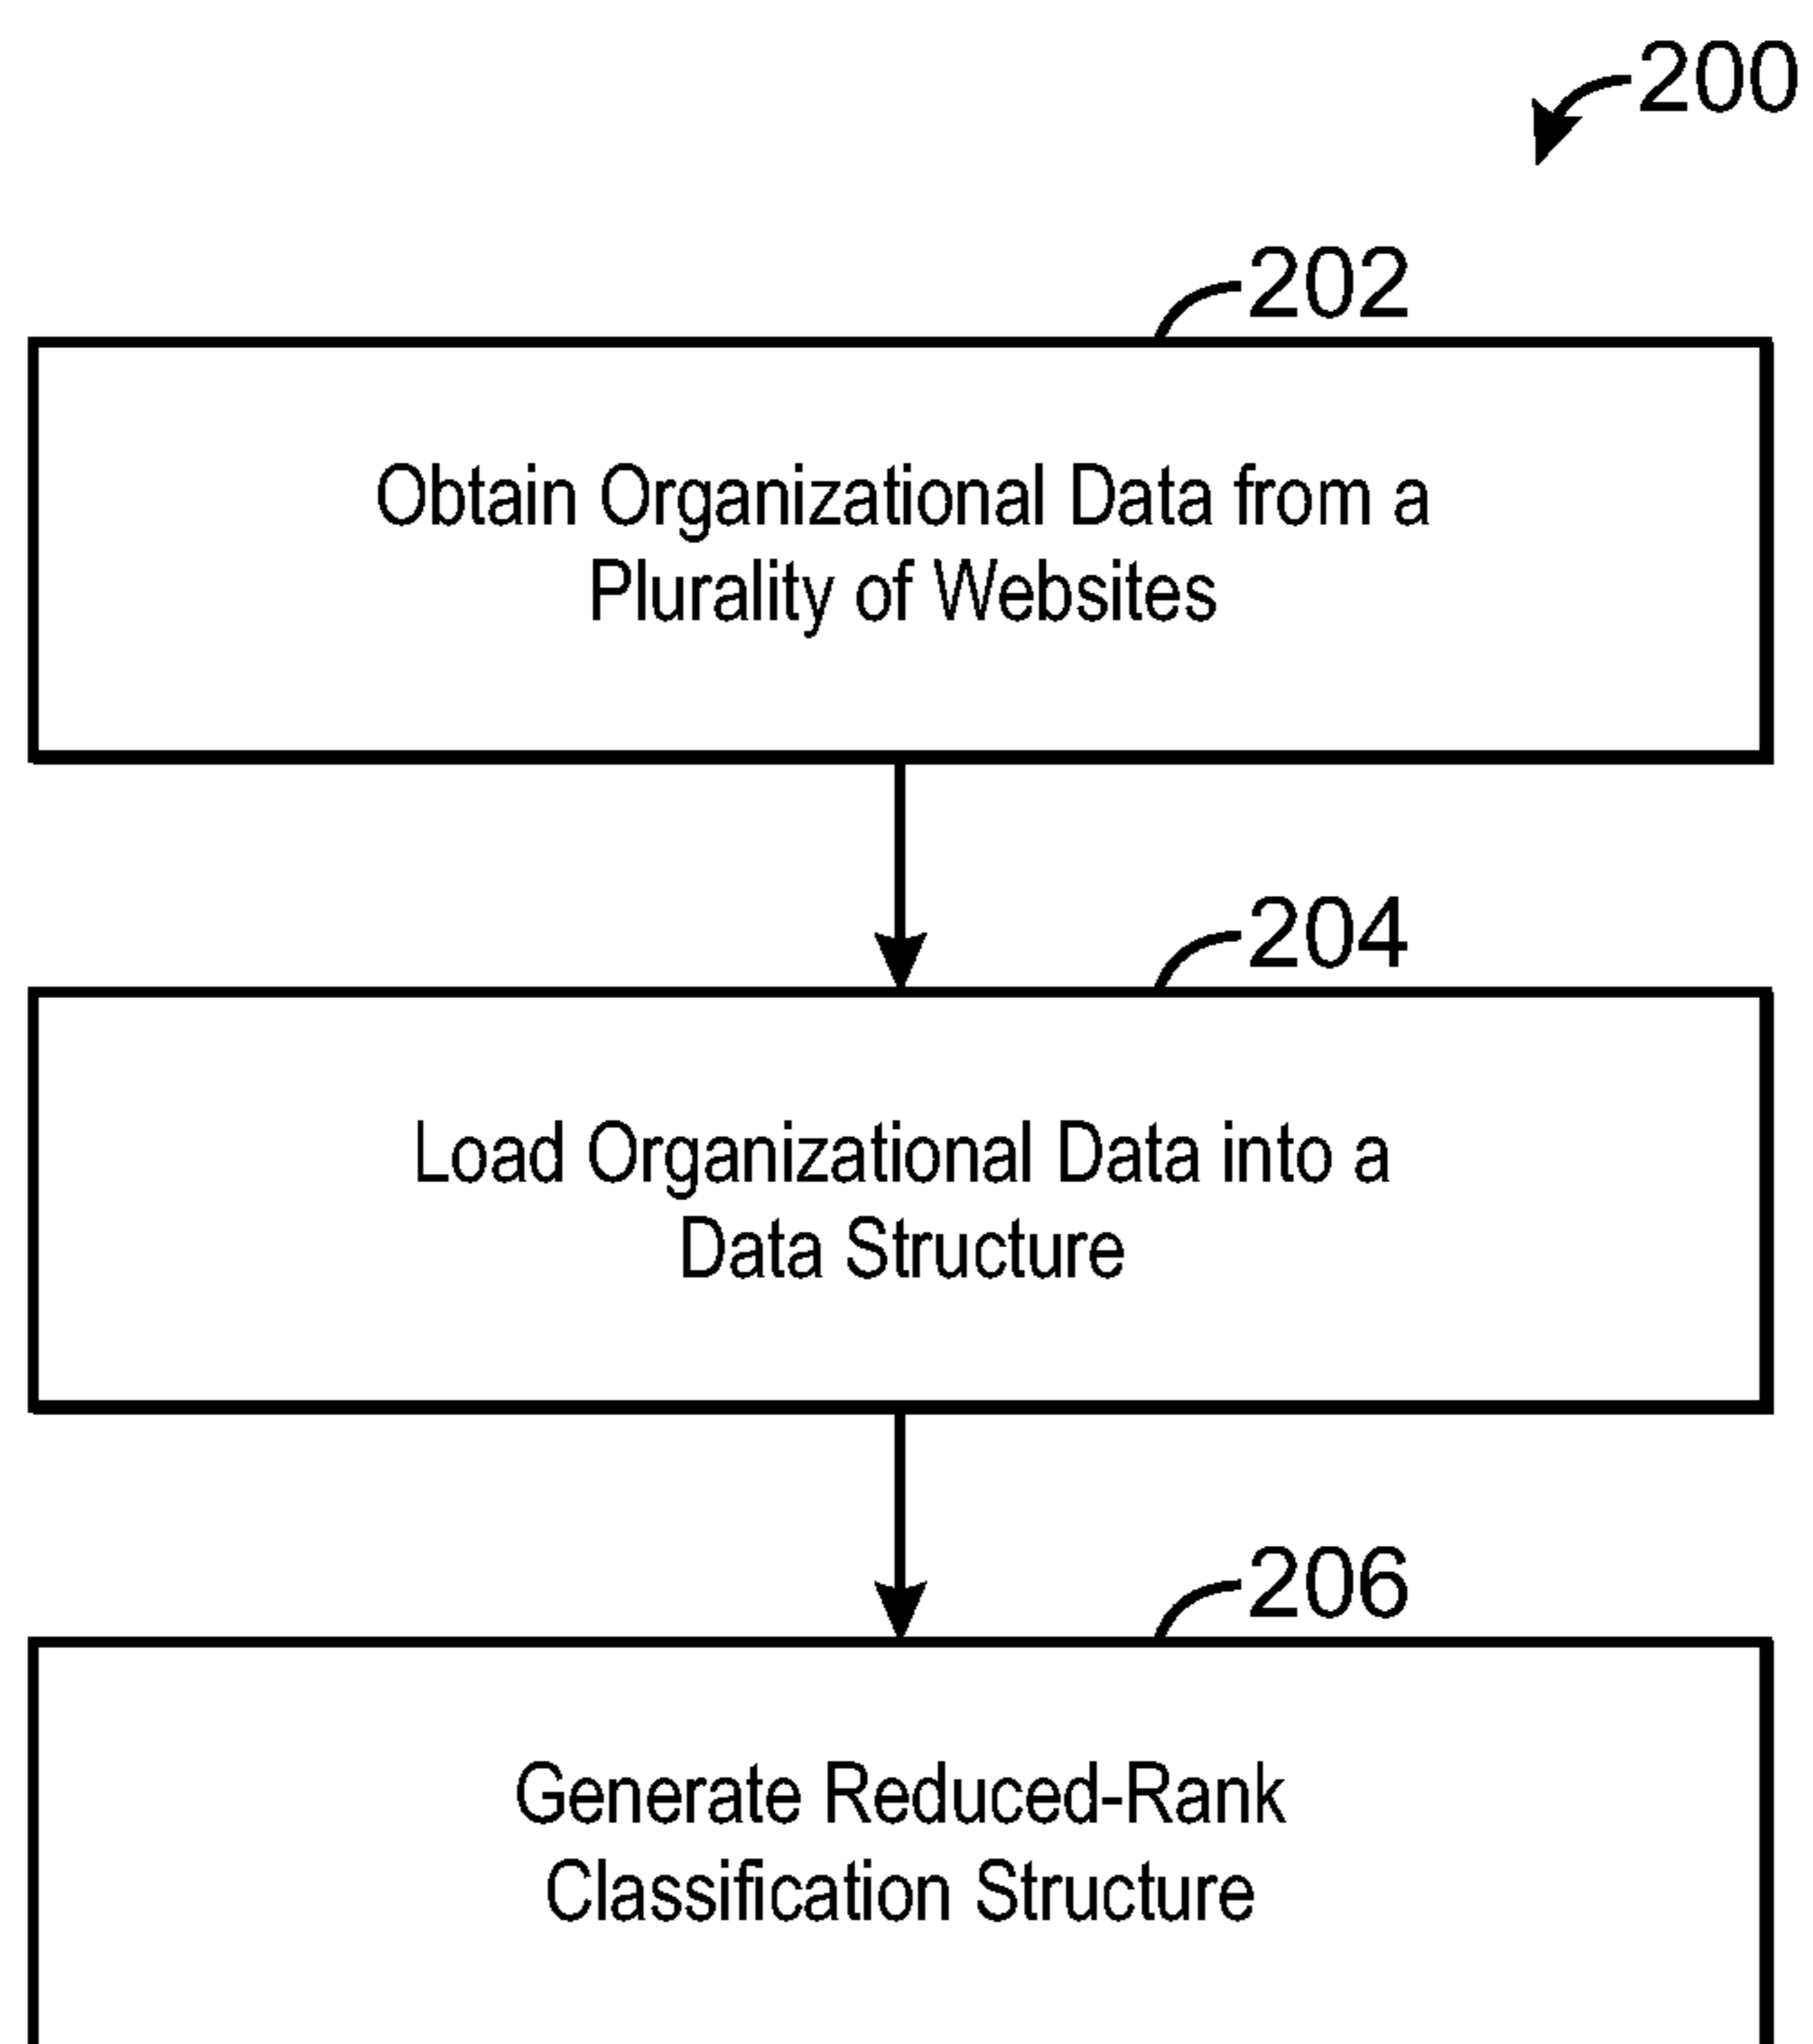 200
202
Obtain Organizational Data from a
Plurality of Websites
204
Load Organizational Data into a
Data Structure
206
Generate Reduced-Rank
Classification Structure